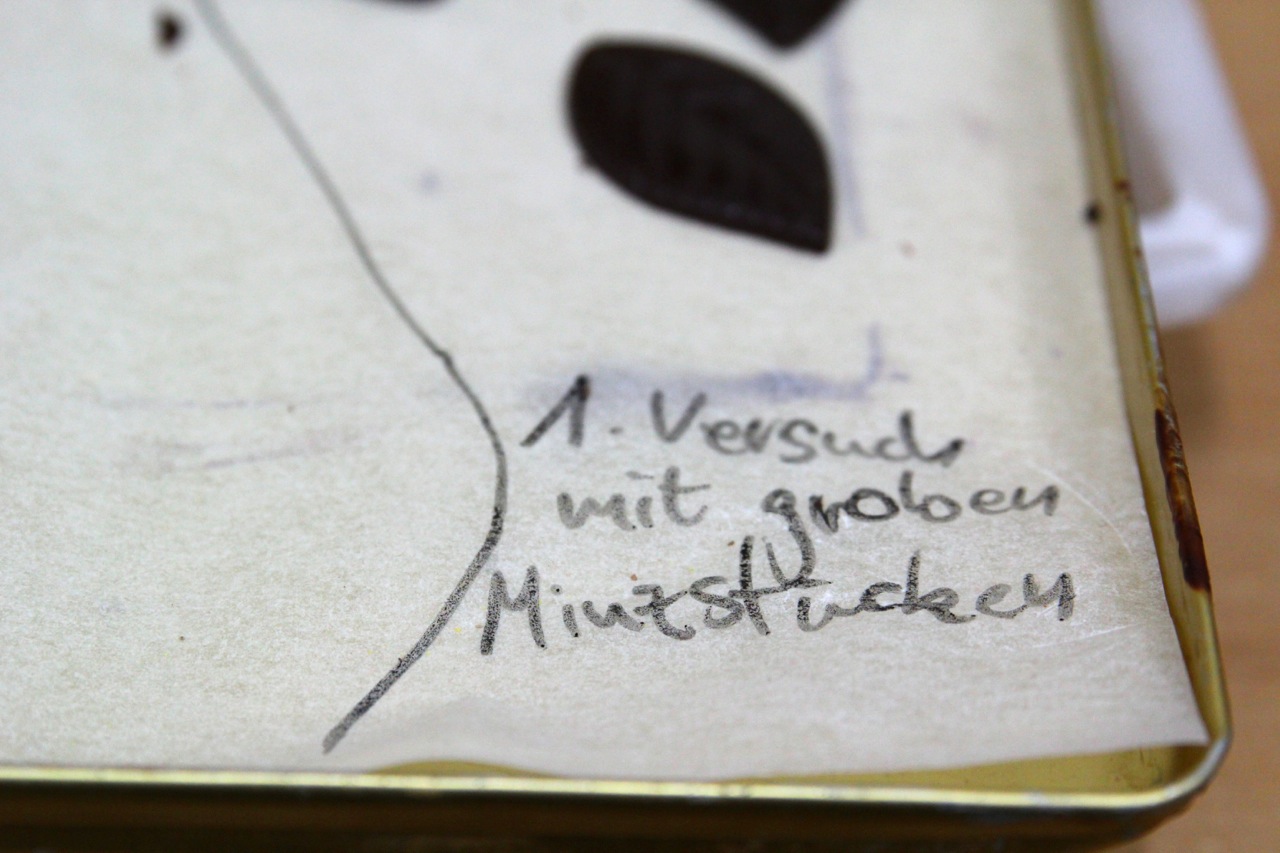 1. Versuch
mit groben
Minzstücken